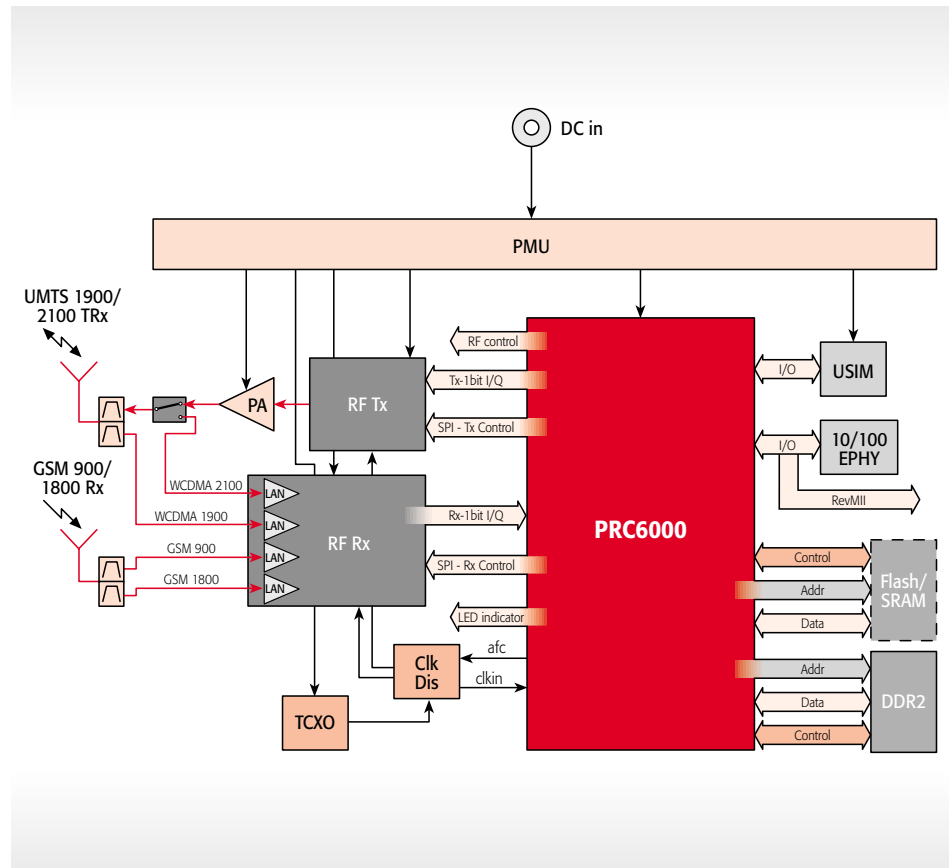 DC in
PMU
UMTS 1900/
2100 TRx
RF control
I/O
USIM
Tx-1bit I/Q
RF Tx
PA
SPI - Tx Control
10/100
EPHY
I/O
RevMII
GSM 900/
1800 Rx
WCDMA 2100
LAN
WCDMA 1900
LAN
GSM 900
LAN
GSM 1800
LAN
RF Rx
Rx-1bit I/Q
PRC6000
SPI - Rx Control
LED indicator
Control
Addr
Data
Flash/
SRAM
afc
clkin
Clk
Dis
TCXO
Addr
Data
Control
DDR2